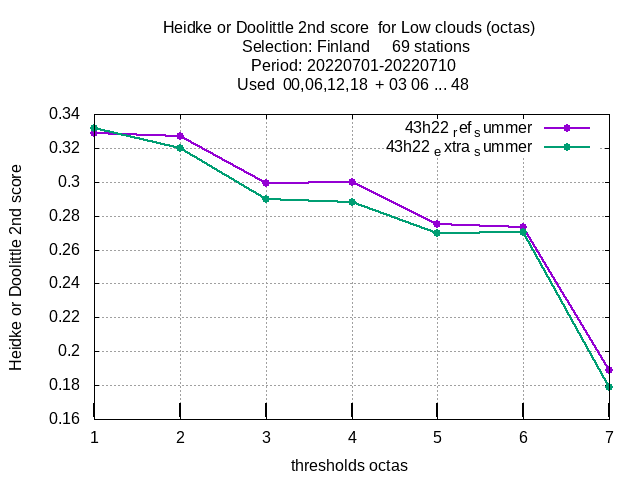 Heidke or Doolittle 2nd score  for Low clouds (octas)
Selection: Finland     69 stations
Period: 20220701-20220710
Used  00,06,12,18  + 03 06 ... 48
43h22 ref summer
43h22 extra summer
Heidke or Doolittle 2nd score
0.34
0.32
0.3
0.28
0.26
0.24
0.22
0.2
0.18
0.16
1 2 3 4 5 6 7
thresholds octas